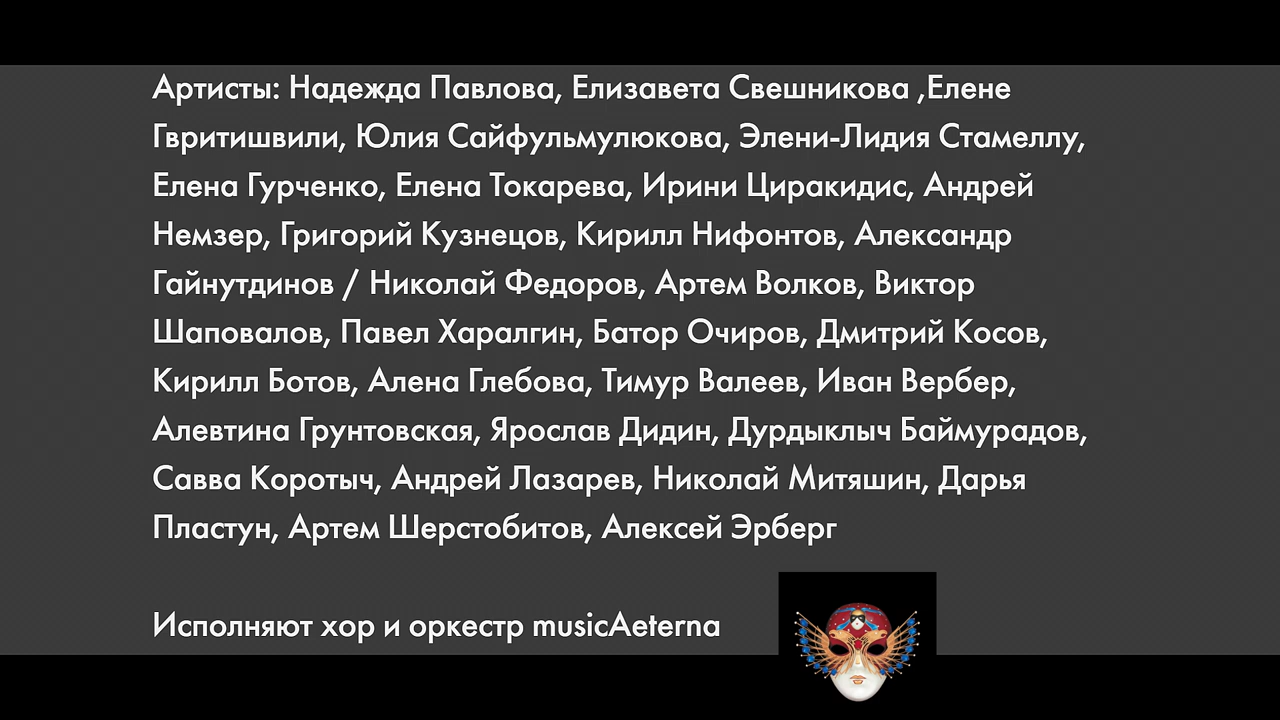 Артисты: Надежда Павлова, Елизавета Свешникова ,Елене
Гвритишвили, Юлия Сайфульмулюкова, Элени-Лидия Стамеллу,
Елена Гурченко, Елена Токарева, Ирини Циракидис, Андрей
Немзер, Григорий Кузнецов, Кирилл Нифонтов, Александр
Гайнутдинов / Николай Федоров, Артем Волков, Виктор
Шаповалов, Павел Харалгин, Батор Очиров, Дмитрий Косов,
Кирилл Ботов, Алена Глебова, Тимур Валеев, Иван Вербер,
Алевтина Грунтовская, Ярослав Дидин, Дурдыклыч Баймурадов,
Савва Коротыч, Андрей Лазарев, Николай Митяшин, Дарья
Пластун, Артем Шерстобитов, Алексей Эрберг
Исполняют хор и оркестр musicAeterna